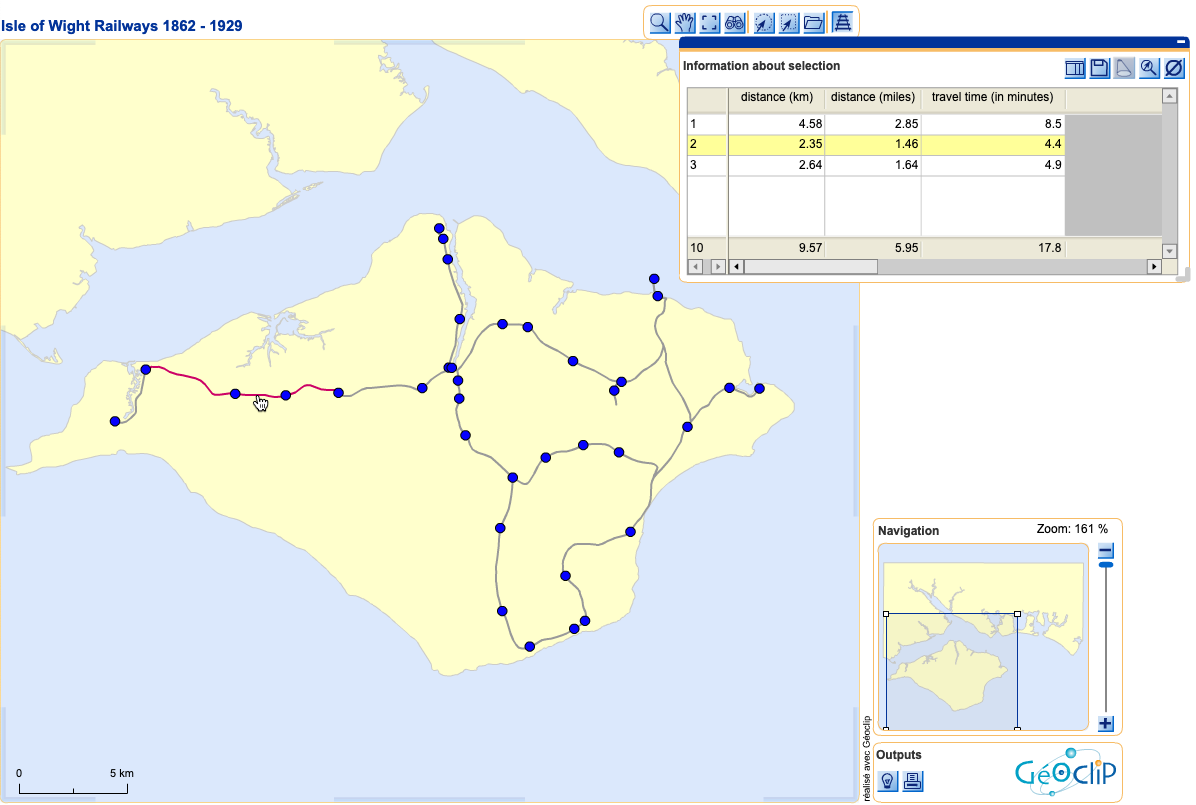 Isle of Wight Railways 1862 - 1929
Information about selection
distance (km) distance (miles) travel time (in minutes)
1 4.58 2.85 8.5
2 2.35 1.46 4.4
3 2.64 1.64 4.9
10 9.57 5.95 17.8
Navigation Zoom: 161 %
0 5 km
réalisé avec Géoclip
Outputs
GéoclIP